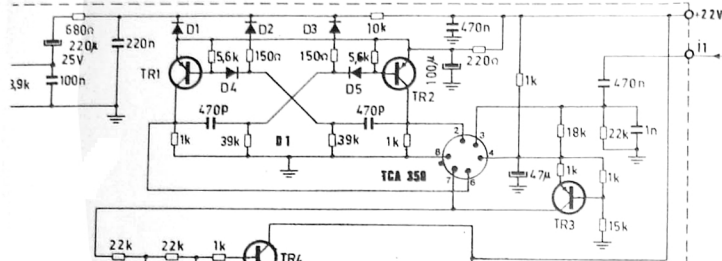 680Ω
220µ
25V
100n
3,9k
220n
D1
D2
D3
10k
470n
+22V
i1
5,6k
150Ω
150Ω
5,6k
TR1
D4
D5
TR2
100µ
220Ω
1k
470n
470P
470P
1k
39k
D1
39k
1k
2
3
8
4
7
6
TCA 350
47µ
18k
22k
1n
1k
1k
TR3
15k
22k
22k
1k
TR4